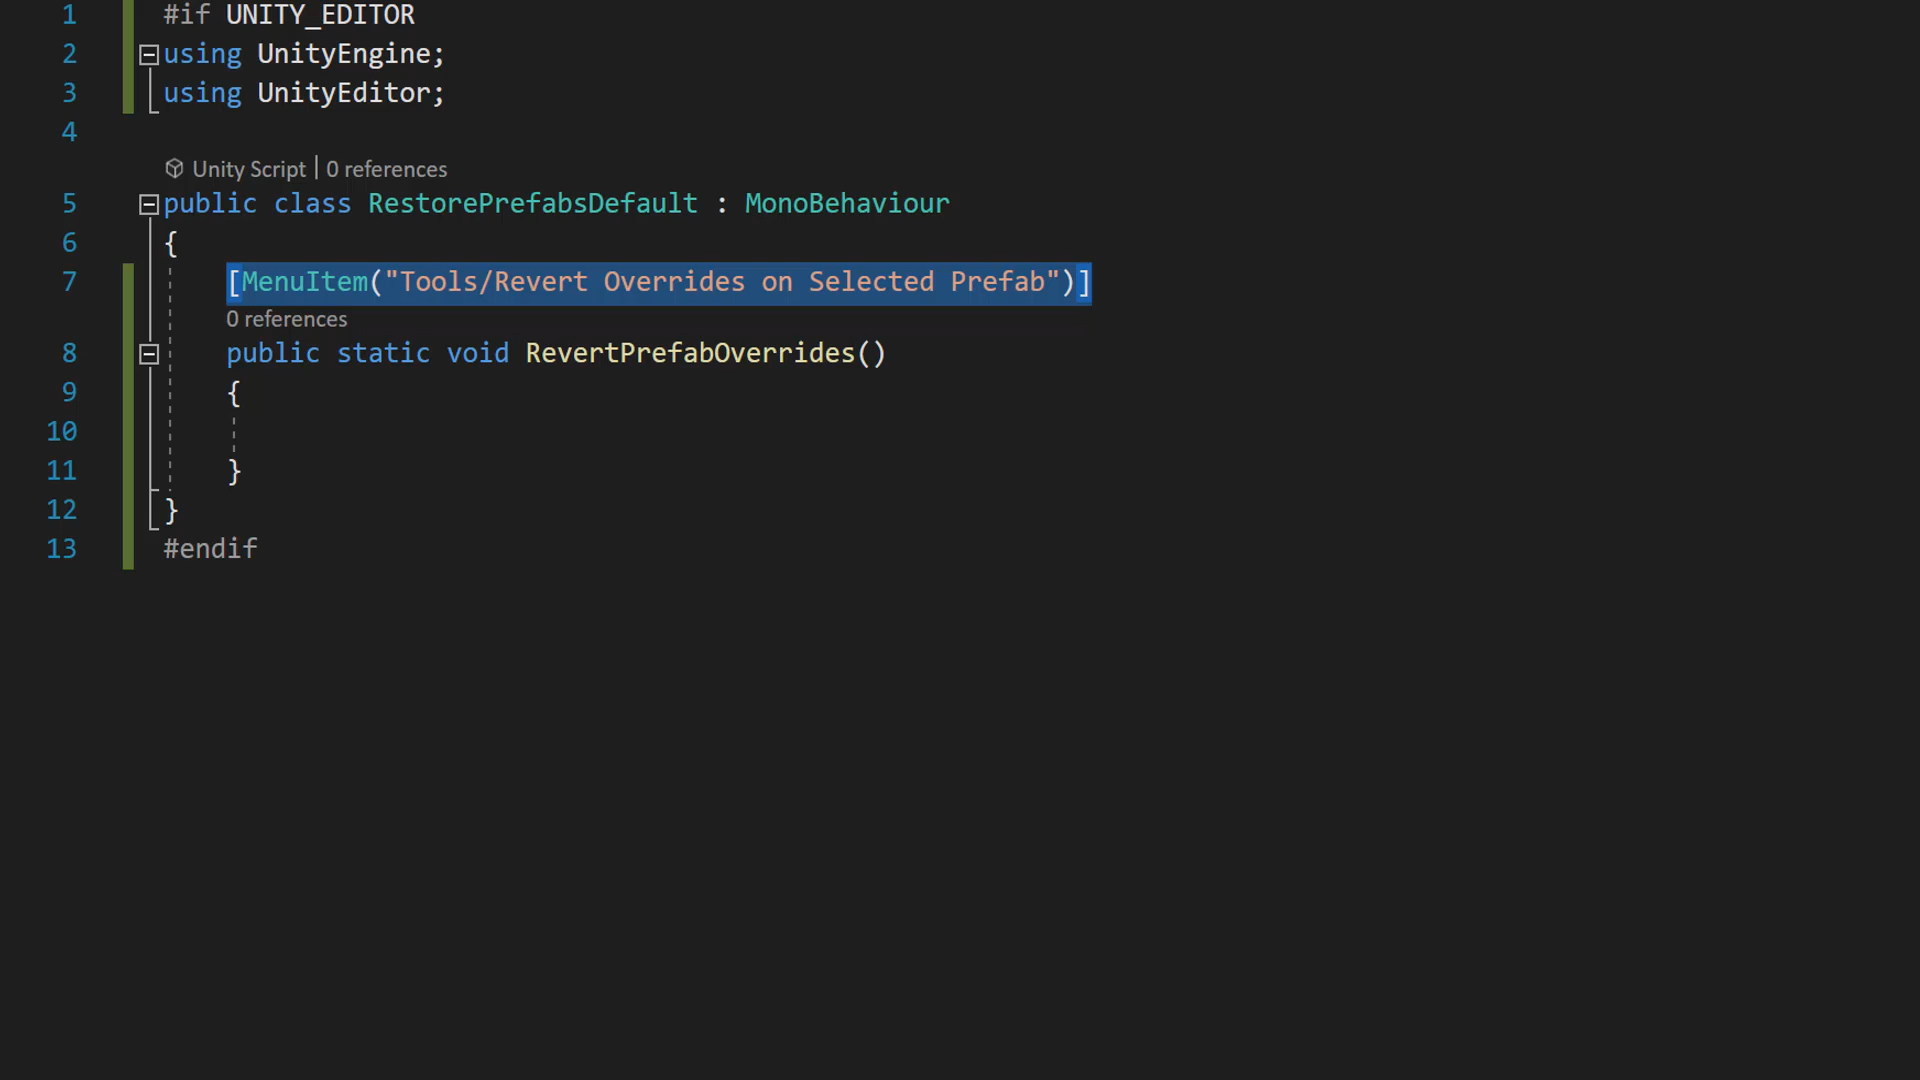 1 #if UNITY_EDITOR
2 using UnityEngine;
3 using UnityEditor;
4
Unity Script | 0 references
5 public class RestorePrefabsDefault : MonoBehaviour
6 {
7 [MenuItem("Tools/Revert Overrides on Selected Prefab")]
0 references
8 public static void RevertPrefabOverrides()
9 {
10
11 }
12 }
13 #endif